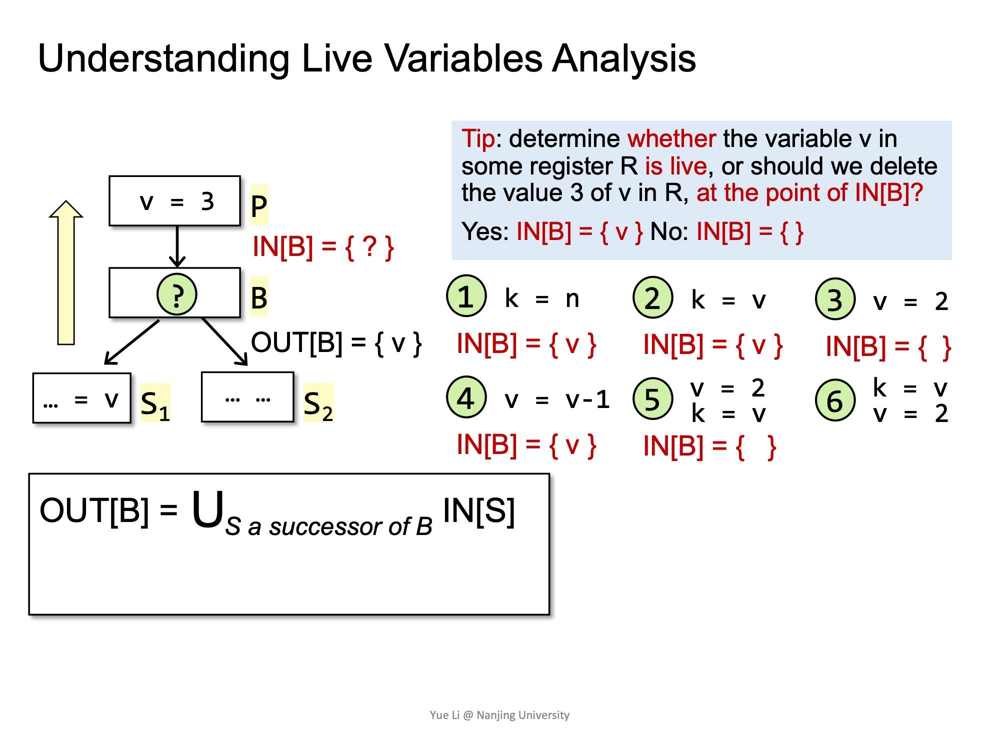 Understanding Live Variables Analysis
Tip: determine whether the variable v in
some register R is live, or should we delete
the value 3 of v in R, at the point of IN[B]?
Yes: IN[B] = { v } No: IN[B] = { }
v = 3
P
IN[B] = { ? }
?
B
OUT[B] = { v }
… = v
S1
… …
S2
1 k = n
IN[B] = { v }
2 k = v
IN[B] = { v }
3 v = 2
IN[B] = { }
4 v = v-1
IN[B] = { v }
5 v = 2
k = v
IN[B] = { }
6 k = v
v = 2
OUT[B] = ∪ S a successor of B IN[S]
Yue Li @ Nanjing University